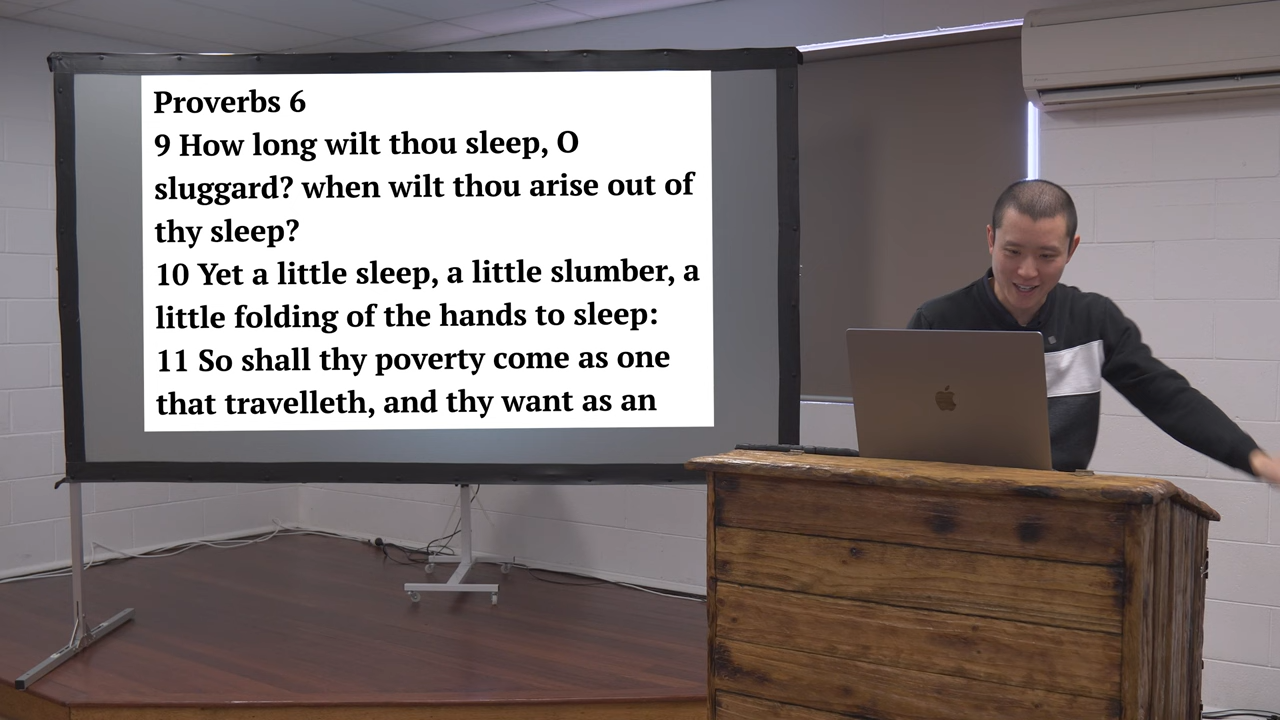 Proverbs 6
9 How long wilt thou sleep, O
sluggard? when wilt thou arise out of
thy sleep?
10 Yet a little sleep, a little slumber, a
little folding of the hands to sleep:
11 So shall thy poverty come as one
that travelleth, and thy want as an